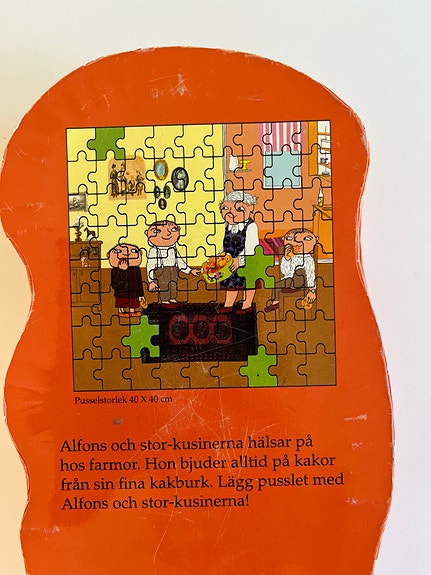 Pusselstorlek 40 X 40 cm
Alfons och stor-kusinerna hälsar på
hos farmor. Hon bjuder alltid på kakor
från sin fina kakburk. Lägg pusslet med
Alfons och stor-kusinerna!